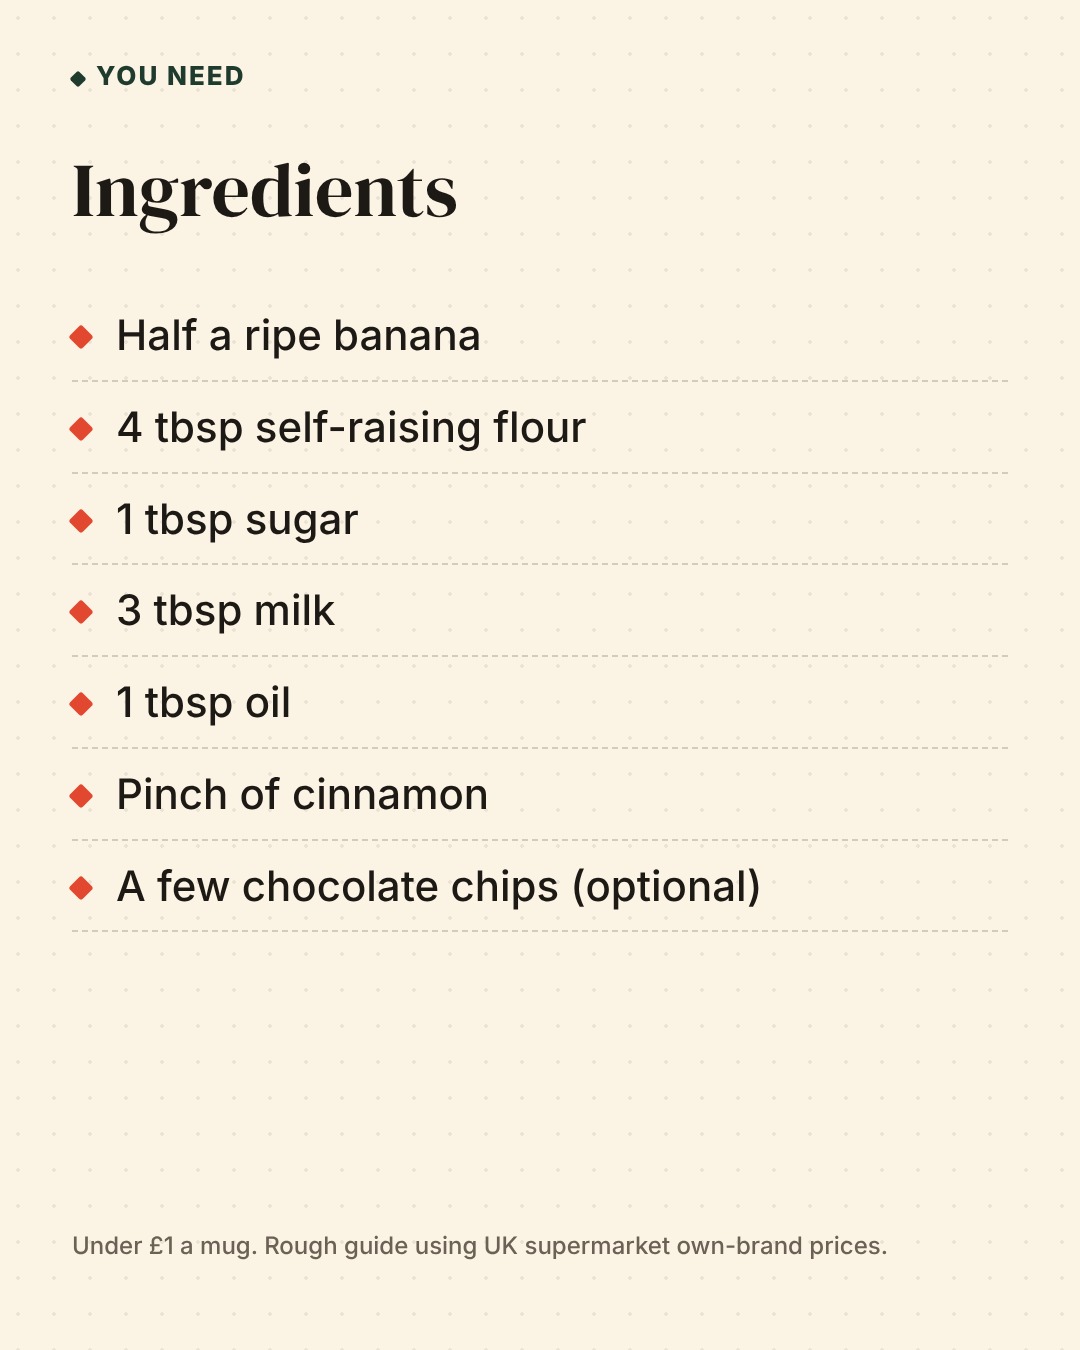 YOU NEED
Ingredients
Half a ripe banana
4 tbsp self-raising flour
1 tbsp sugar
3 tbsp milk
1 tbsp oil
Pinch of cinnamon
A few chocolate chips (optional)
Under £1 a mug. Rough guide using UK supermarket own-brand prices.